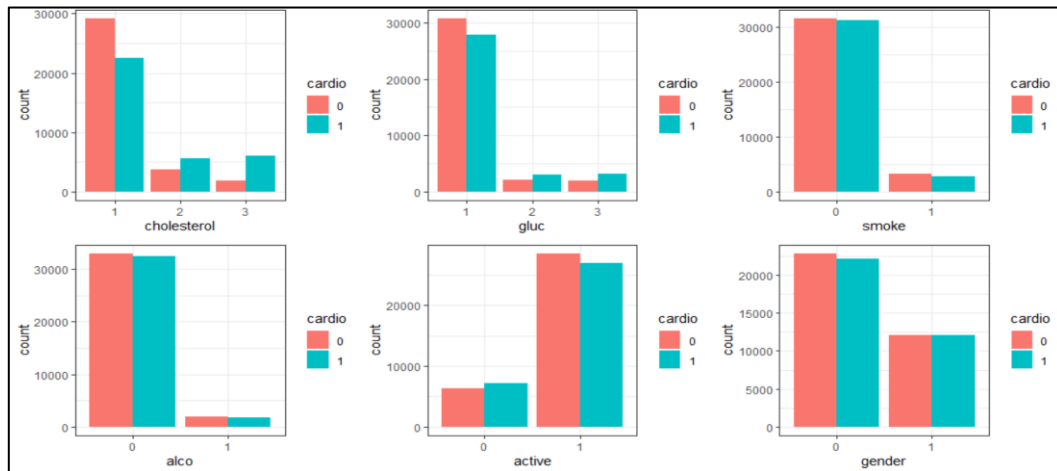 30000
20000
10000
0
count
1 2 3
cholesterol
cardio
0
1
30000
20000
10000
0
count
1 2 3
gluc
cardio
0
1
30000
20000
10000
0
count
0 1
smoke
cardio
0
1
30000
20000
10000
0
count
0 1
alco
cardio
0
1
20000
10000
0
count
0 1
active
cardio
0
1
20000
15000
10000
5000
0
count
0 1
gender
cardio
0
1